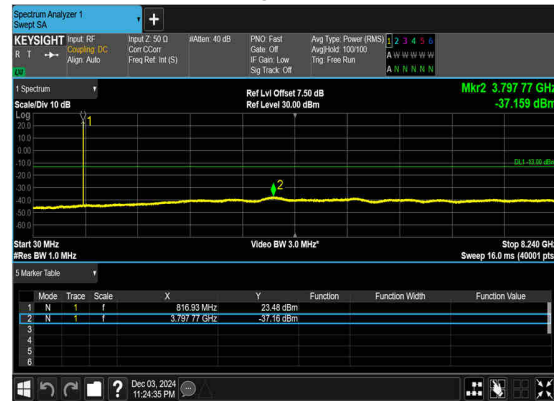 Spectrum Analyzer 1
Swept SA
+
KEYSIGHT Input: RF Input Z: 50 Ω #Atten: 40 dB PNO: Fast Avg Type: Power (RMS) 1 2 3 4 5 6
R T Coupling: DC Corr CCorr Gate: Off Avg|Hold: 100/100 A W W W W W
Align: Auto Freq Ref: Int (S) IF Gain: Low Trig: Free Run
Sig Track: Off A N N N N N
1 Spectrum Ref Lvl Offset 7.50 dB Mkr2 3.797 77 GHz
Scale/Div 10 dB Ref Level 30.00 dBm -37.159 dBm
Log
1
20.0
10.0
0.00
-10.0
DL1 -13.00 dBm
-20.0
-30.0
2
-40.0
-50.0
-60.0
Start 30 MHz Video BW 3.0 MHz* Stop 8.240 GHz
#Res BW 1.0 MHz Sweep 16.0 ms (40001 pts)
5 Marker Table
Mode Trace Scale X Y Function Function Width Function Value
1 N 1 f 816.93 MHz 23.48 dBm
2 N 1 f 3.797 77 GHz -37.16 dBm
3
4
5
6
? Dec 03, 2024
11:24:35 PM